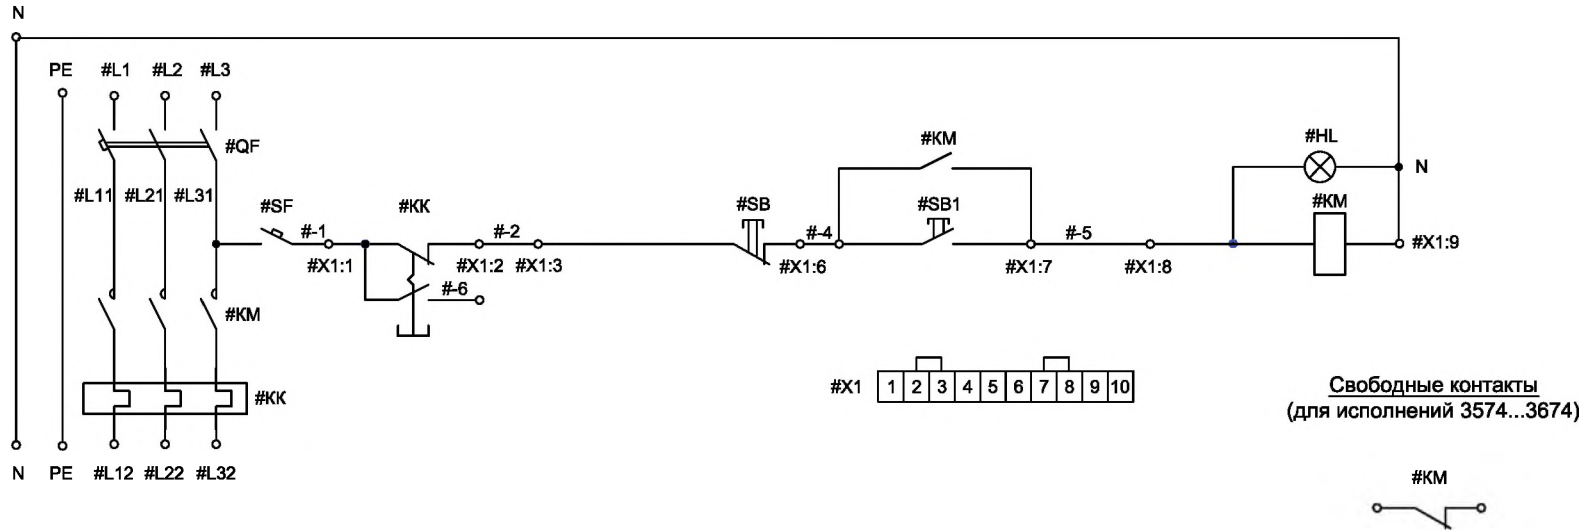 N
PE #L1 #L2 #L3
#QF
#KM
#HL
N
#L11 #L21 #L31
#SF
#KK
#SB
#SB1
#KM
#-1
#-2
#-4
#-5
#X1:1
#X1:2
#X1:3
#X1:6
#X1:7
#X1:8
#X1:9
#-6
#KM
#KK
#X1 1 2 3 4 5 6 7 8 9 10
Свободные контакты
(для исполнений 3574...3674)
N PE #L12 #L22 #L32
#KM